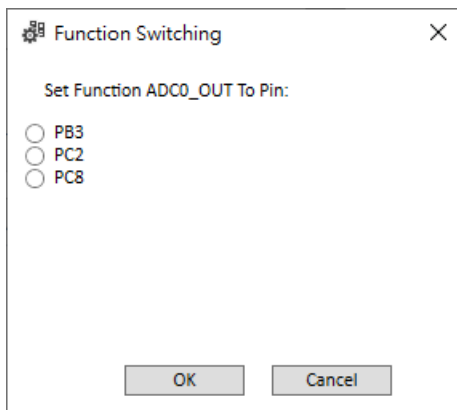 Function Switching
Set Function ADC0_OUT To Pin:
PB3
PC2
PC8
OK Cancel